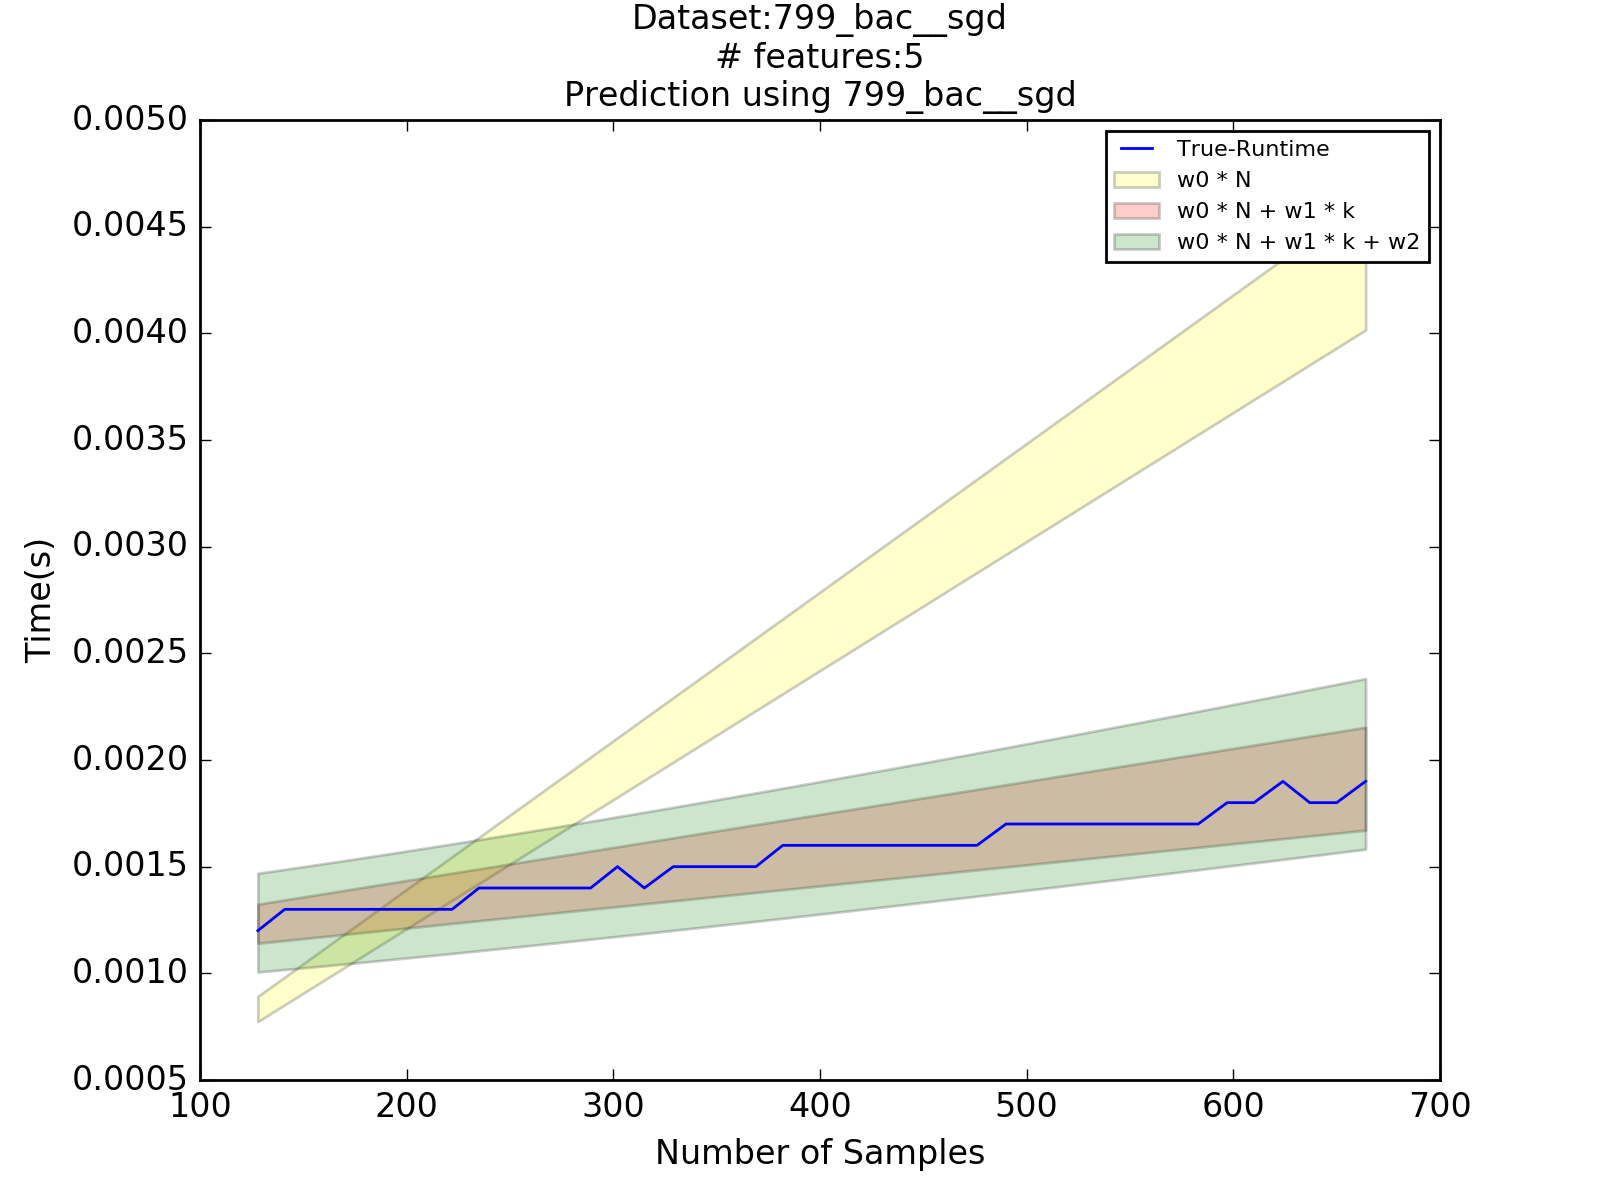 Dataset:799_bac__sgd
# features:5
Prediction using 799_bac__sgd
True-Runtime
w0 * N
w0 * N + w1 * k
w0 * N + w1 * k + w2
0.0050
0.0045
0.0040
0.0035
0.0030
0.0025
0.0020
0.0015
0.0010
0.0005
Time(s)
100 200 300 400 500 600 700
Number of Samples